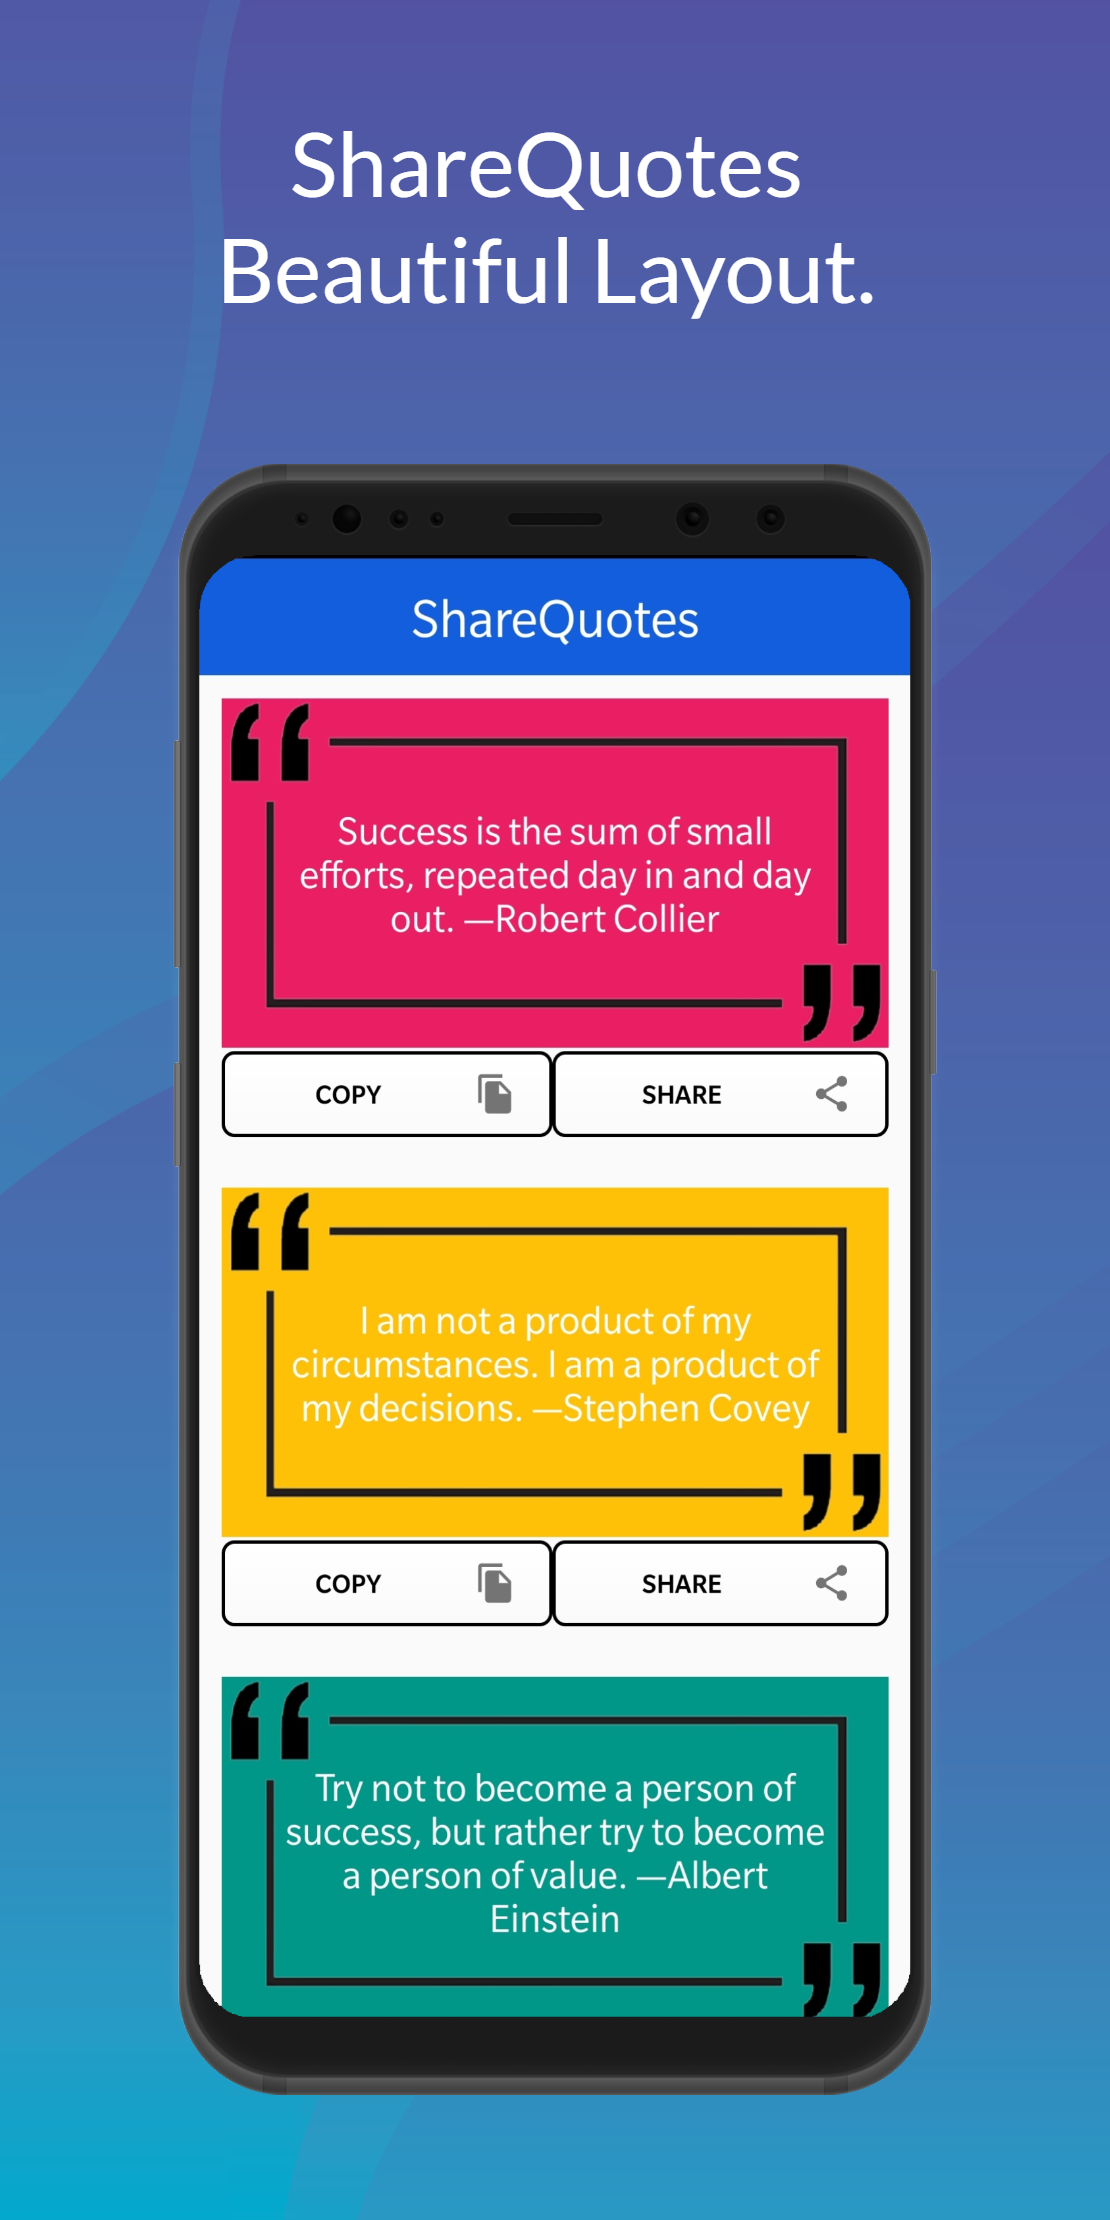 ShareQuotes
Beautiful Layout.
ShareQuotes
Success is the sum of small
efforts, repeated day in and day
out. —Robert Collier
COPY
SHARE
I am not a product of my
circumstances. I am a product of
my decisions. —Stephen Covey
COPY
SHARE
Try not to become a person of
success, but rather try to become
a person of value. —Albert
Einstein